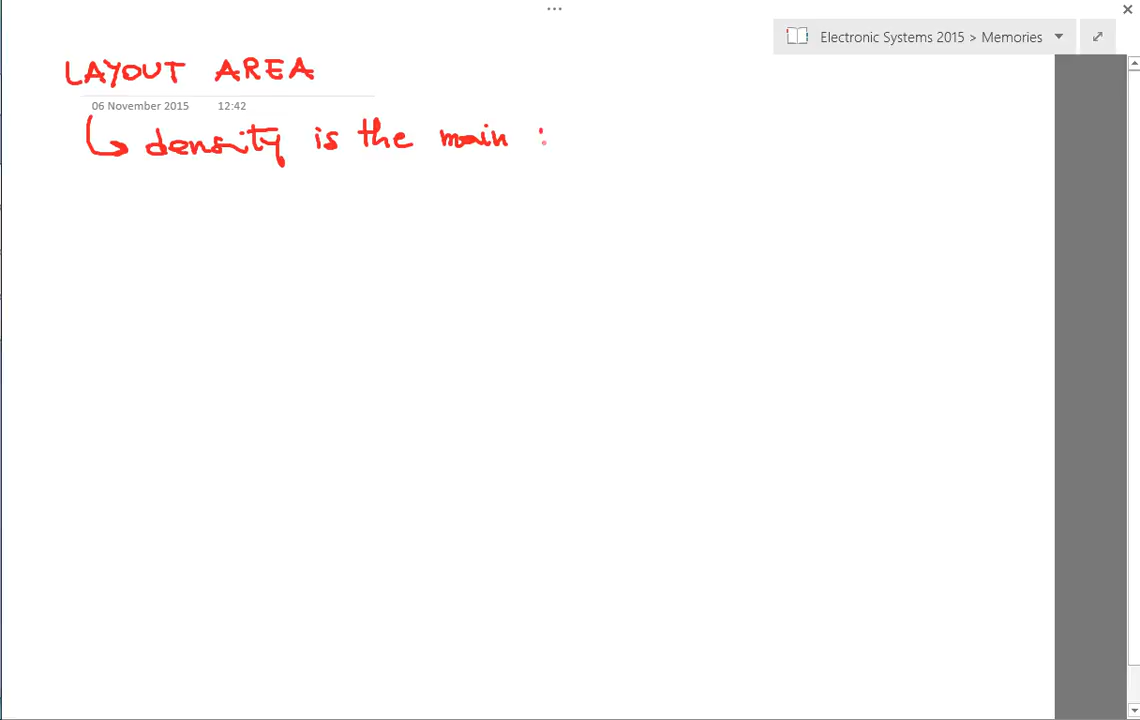 Electronic Systems 2015 > Memories
LAYOUT AREA
06 November 2015 12:42
density is the main :